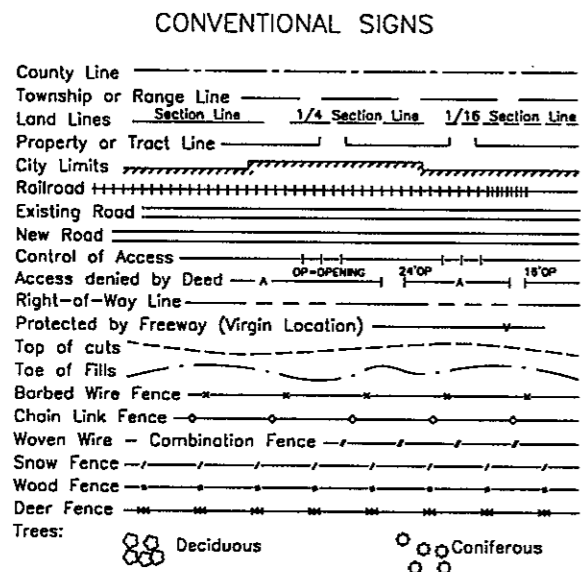 CONVENTIONAL SIGNS
County Line
Township or Range Line
Land Lines Section Line 1/4 Section Line 1/16 Section Line
Property or Tract Line
City Limits
Railroad
Existing Road
New Road
Control of Access
OP=OPENING 24'OP 16'OP
Access denied by Deed A A
Right-of-Way Line
Protected by Freeway (Virgin Location) V
Top of cuts
Toe of Fills
Barbed Wire Fence
Chain Link Fence
Woven Wire - Combination Fence
Snow Fence
Wood Fence
Deer Fence
Trees:
Deciduous Coniferous